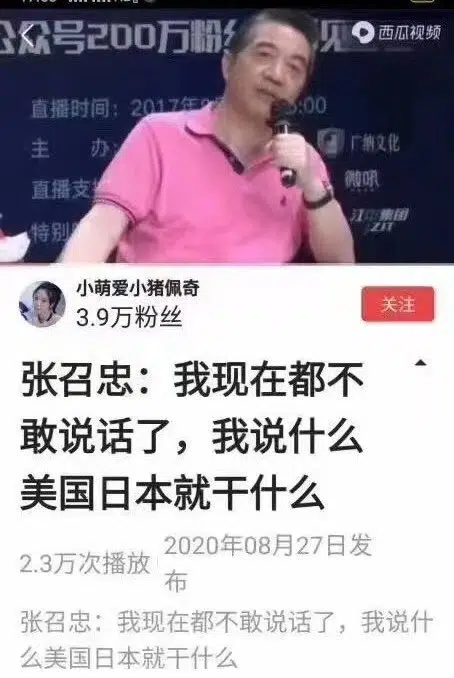 公众号200万粉丝见
西瓜视频
直播时间：2017年
:00
主 办：
广纳文化
直播支
微吼
特别
江 集团
ZJT
小萌爱小猪佩奇
3.9万粉丝
关注
张召忠：我现在都不
敢说话了，我说什么
美国日本就干什么
2.3万次播放
2020年08月27日发
布
张召忠：我现在都不敢说话了，我说什
么美国日本就干什么